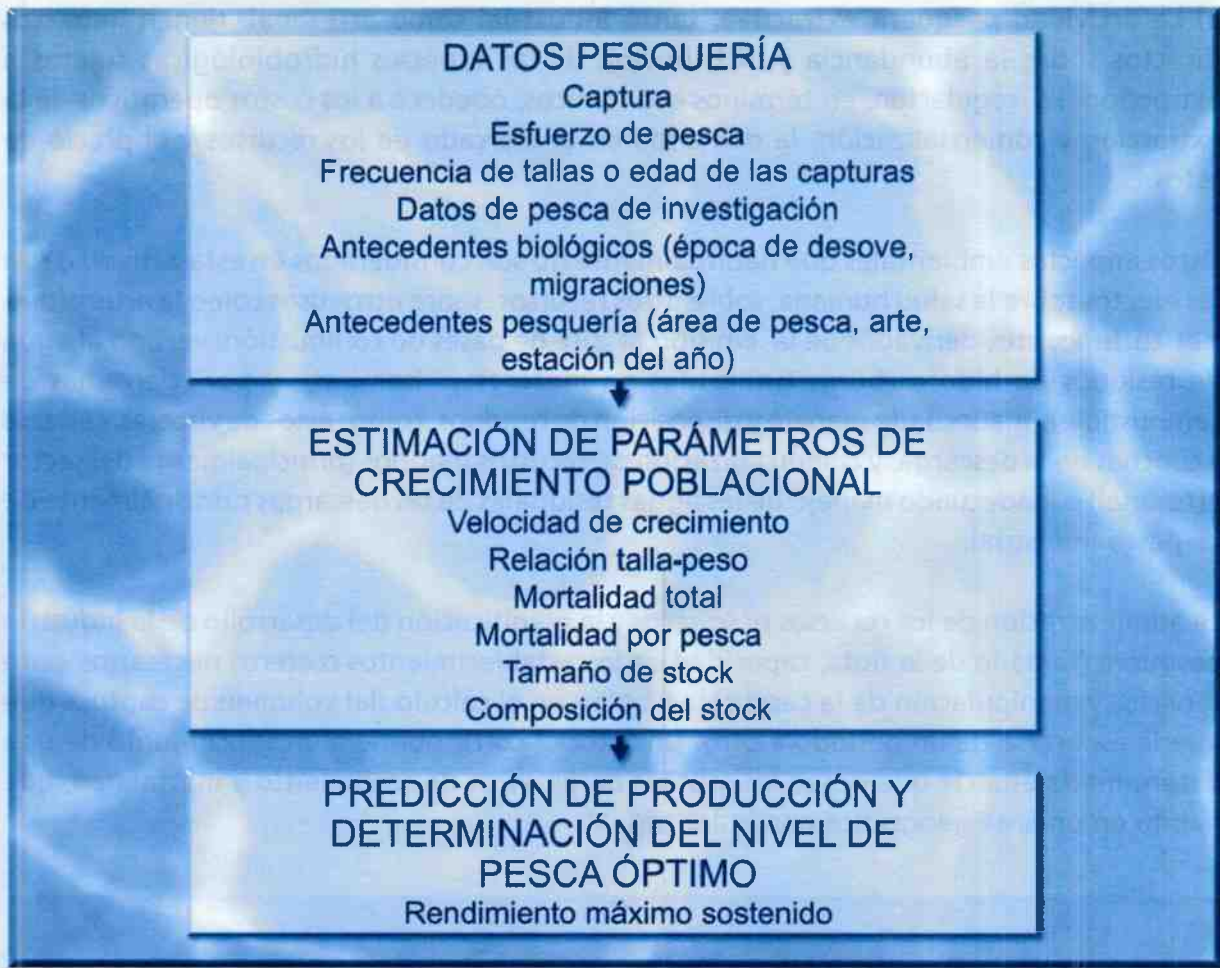 DATOS PESQUERÍA
Captura
Esfuerzo de pesca
Frecuencia de tallas o edad de las capturas
Datos de pesca de investigación
Antecedentes biológicos (época de desove,
migraciones)
Antecedentes pesquería (área de pesca, arte,
estación del año)
ESTIMACIÓN DE PARÁMETROS DE
CRECIMIENTO POBLACIONAL
Velocidad de crecimiento
Relación talla-peso
Mortalidad total
Mortalidad por pesca
Tamaño de stock
Composición del stock
PREDICCIÓN DE PRODUCCIÓN Y
DETERMINACIÓN DEL NIVEL DE
PESCA ÓPTIMO
Rendimiento máximo sostenido